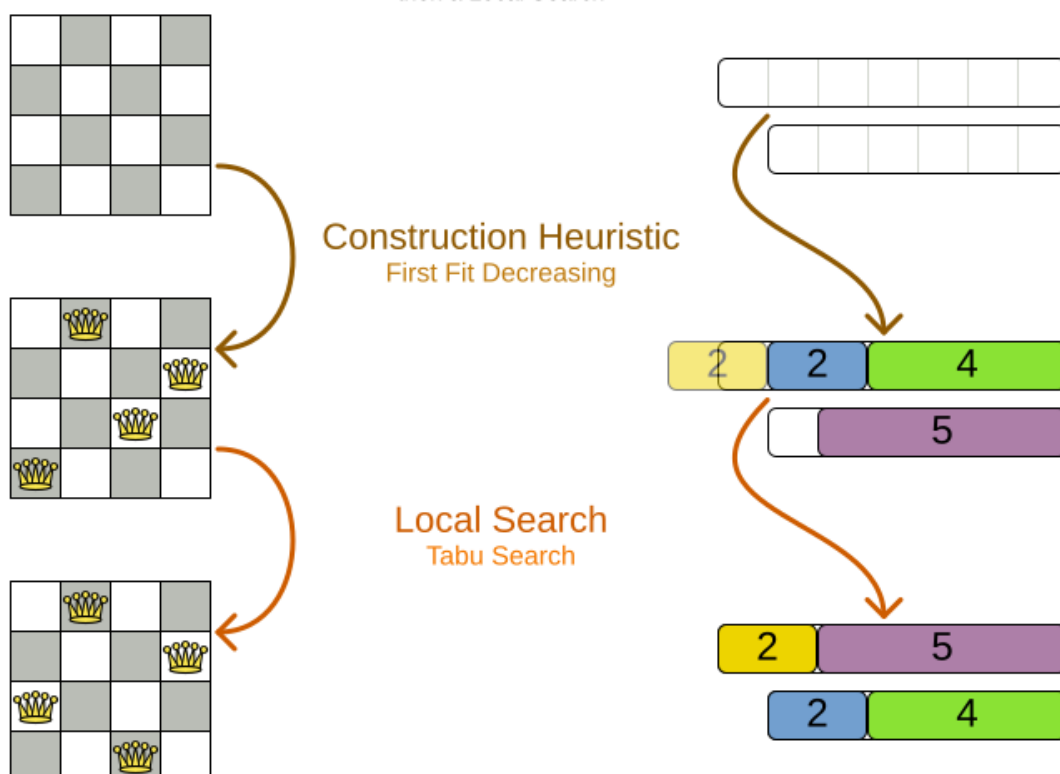 Construction Heuristic
First Fit Decreasing
2 2 4
5
Local Search
Tabu Search
2 5
2 4